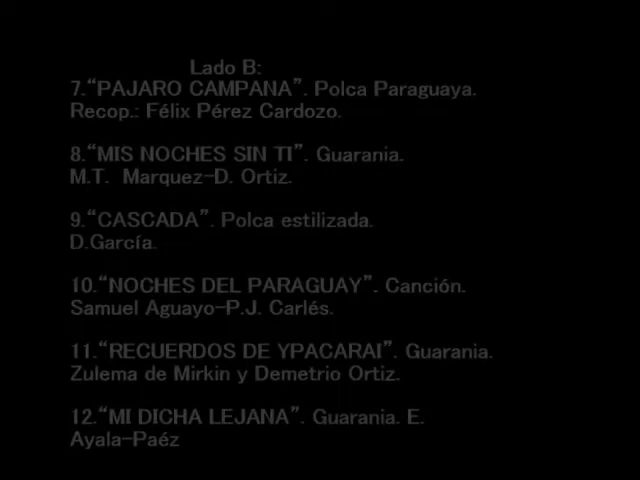 Lado B:
7.“PAJARO CAMPANA”. Polca Paraguaya.
Recop.: Félix Pérez Cardozo.
8.“MIS NOCHES SIN TI”. Guarania.
M.T. Marquez-D. Ortiz.
9.“CASCADA”. Polca estilizada.
D.García.
10.“NOCHES DEL PARAGUAY”. Canción.
Samuel Aguayo-P.J. Carlés.
11.“RECUERDOS DE YPACARAI”. Guarania.
Zulema de Mirkin y Demetrio Ortiz.
12.“MI DICHA LEJANA”. Guarania. E.
Ayala-Paéz